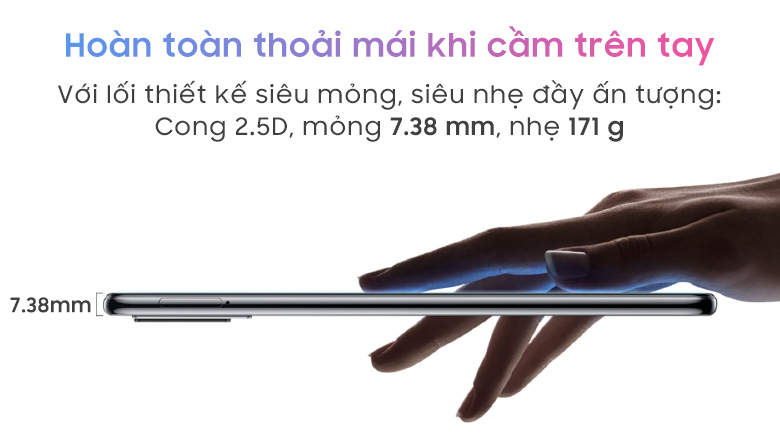 Hoàn toàn thoải mái khi cầm trên tay
Với lối thiết kế siêu mỏng, siêu nhẹ đầy ấn tượng:
Cong 2.5D, mỏng 7.38 mm, nhẹ 171 g
7.38mm